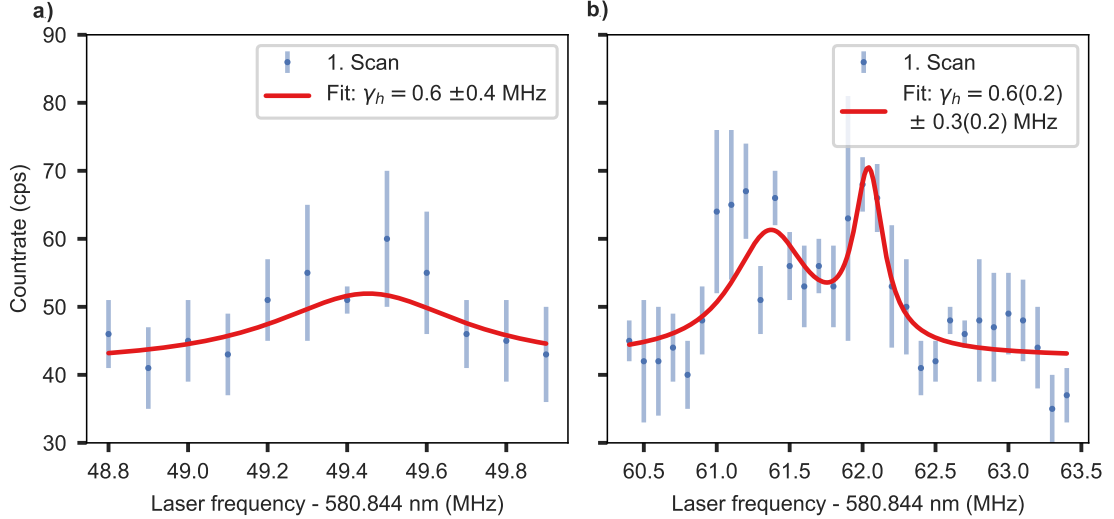 a)
b)
90
80
70
60
50
40
30
Countrate (cps)
1. Scan
Fit: γh = 0.6 ±0.4 MHz
48.8 49.0 49.2 49.4 49.6 49.8
Laser frequency - 580.844 nm (MHz)
1. Scan
Fit: γh = 0.6(0.2)
± 0.3(0.2) MHz
60.5 61.0 61.5 62.0 62.5 63.0 63.5
Laser frequency - 580.844 nm (MHz)